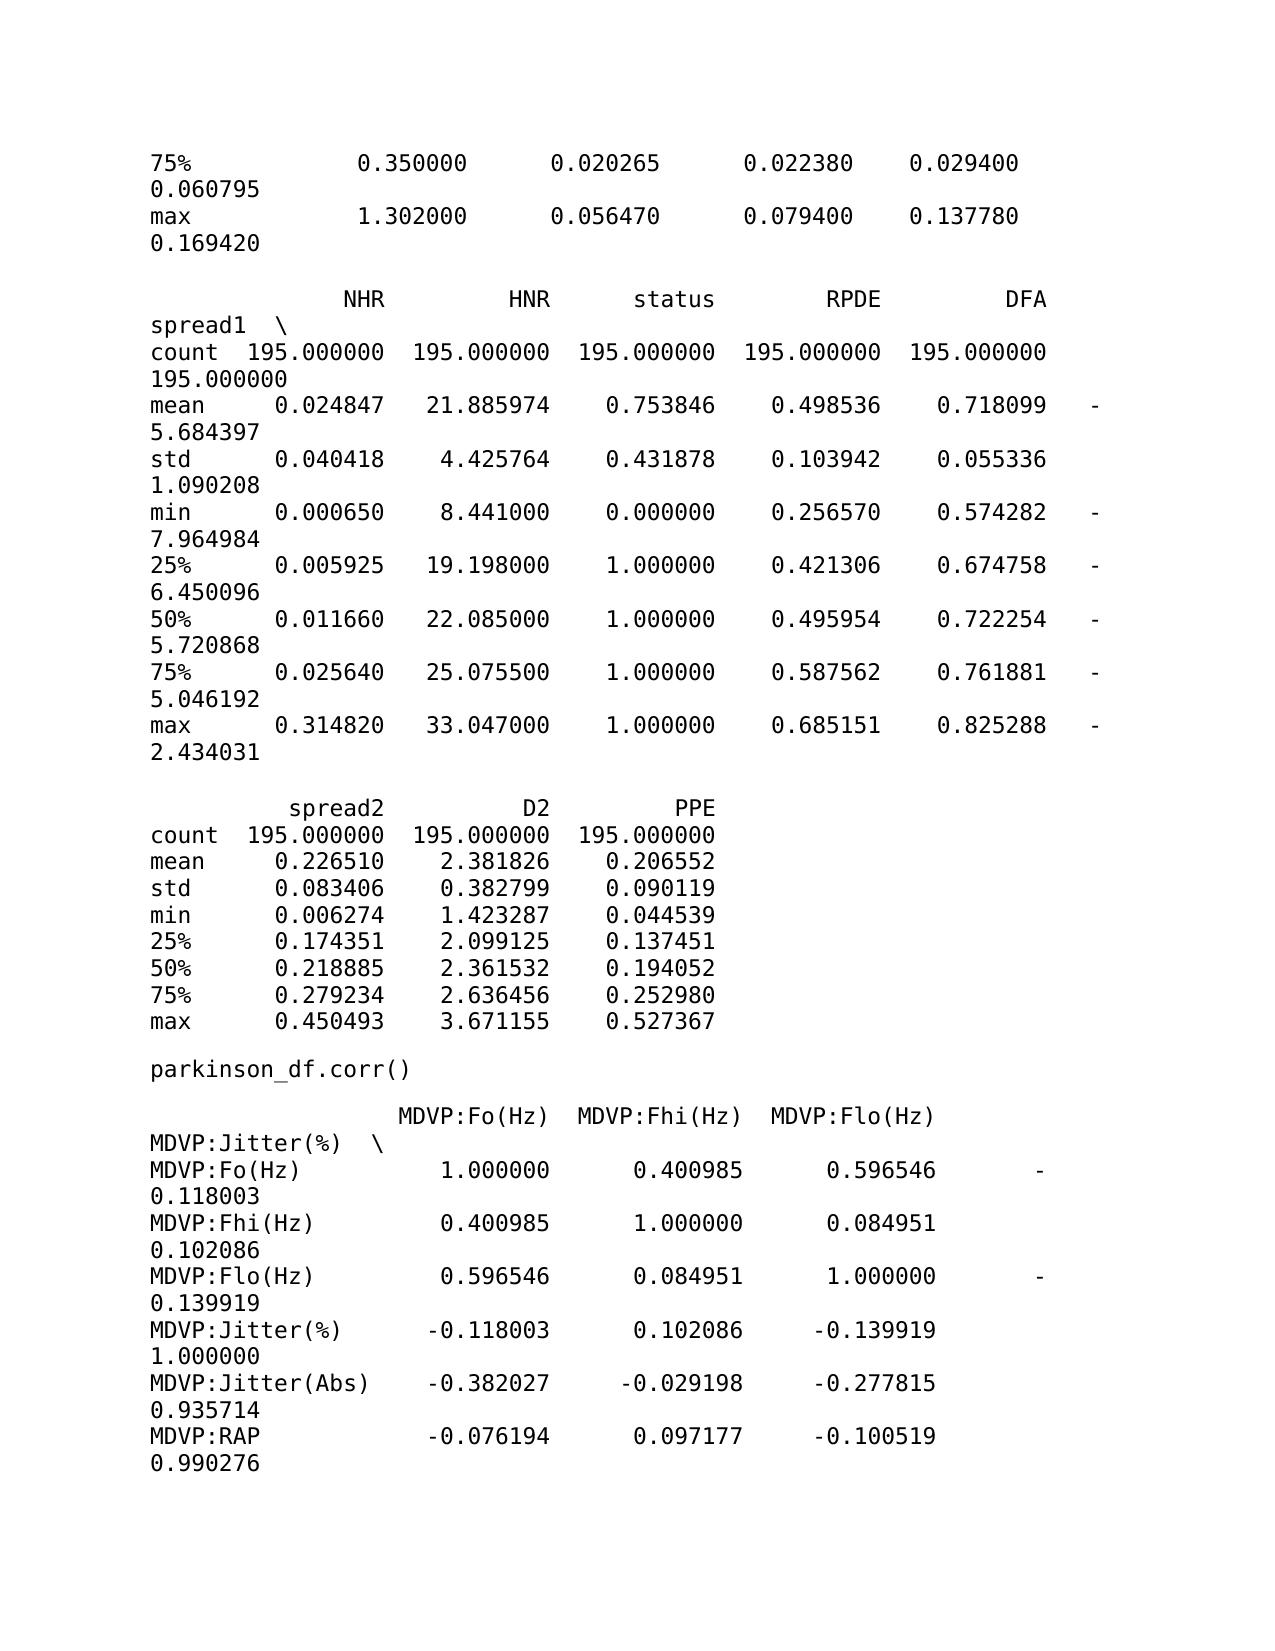 75%            0.350000      0.020265      0.022380    0.029400
0.060795
max            1.302000      0.056470      0.079400    0.137780
0.169420
              NHR         HNR      status        RPDE         DFA
spread1  \
count  195.000000  195.000000  195.000000  195.000000  195.000000
195.000000
mean     0.024847   21.885974    0.753846    0.498536    0.718099   -
5.684397
std      0.040418    4.425764    0.431878    0.103942    0.055336
1.090208
min      0.000650    8.441000    0.000000    0.256570    0.574282   -
7.964984
25%      0.005925   19.198000    1.000000    0.421306    0.674758   -
6.450096
50%      0.011660   22.085000    1.000000    0.495954    0.722254   -
5.720868
75%      0.025640   25.075500    1.000000    0.587562    0.761881   -
5.046192
max      0.314820   33.047000    1.000000    0.685151    0.825288   -
2.434031
          spread2          D2         PPE
count  195.000000  195.000000  195.000000
mean     0.226510    2.381826    0.206552
std      0.083406    0.382799    0.090119
min      0.006274    1.423287    0.044539
25%      0.174351    2.099125    0.137451
50%      0.218885    2.361532    0.194052
75%      0.279234    2.636456    0.252980
max      0.450493    3.671155    0.527367
parkinson_df.corr()
                  MDVP:Fo(Hz)  MDVP:Fhi(Hz)  MDVP:Flo(Hz)
MDVP:Jitter(%)  \
MDVP:Fo(Hz)          1.000000      0.400985      0.596546       -
0.118003
MDVP:Fhi(Hz)         0.400985      1.000000      0.084951
0.102086
MDVP:Flo(Hz)         0.596546      0.084951      1.000000       -
0.139919
MDVP:Jitter(%)      -0.118003      0.102086     -0.139919
1.000000
MDVP:Jitter(Abs)    -0.382027     -0.029198     -0.277815
0.935714
MDVP:RAP            -0.076194      0.097177     -0.100519
0.990276